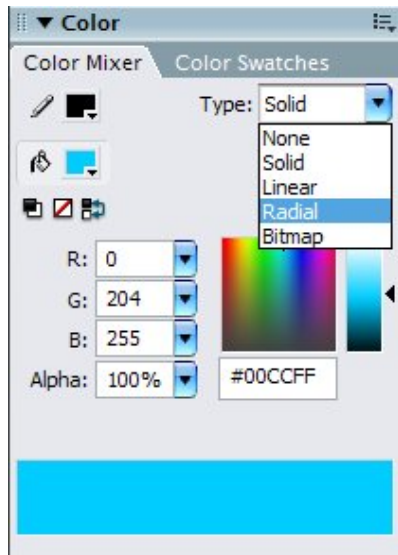 Color
Color Mixer Color Swatches
Type: Solid
None
Solid
Linear
Radial
Bitmap
R: 0
G: 204
B: 255
Alpha: 100% #00CCFF